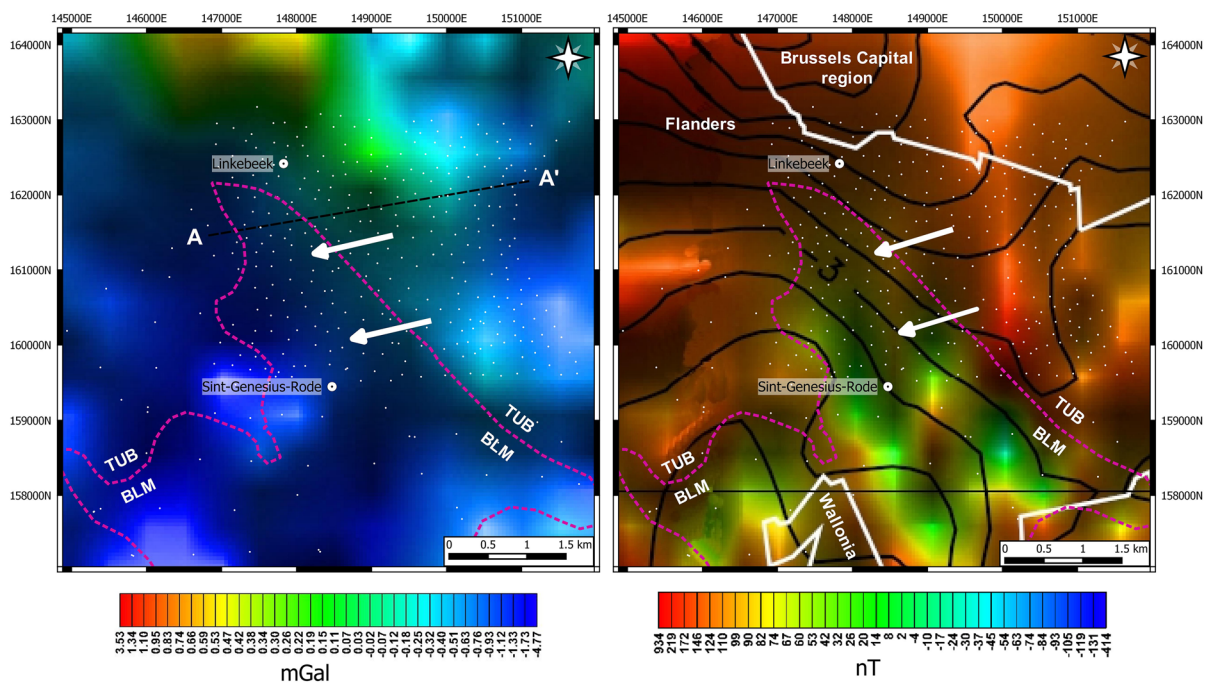 145000E 147000E 148000E 149000E 150000E 151000E
164000N
163000N
162000N
161000N
160000N
159000N
158000N
Linkebeek
A
A'
Sint-Genesius-Rode
TUB
BLM
TUB
BLM
0 0.5 1 1.5 km
3.53 1.34 1.10 0.95 0.83 0.74 0.66 0.59 0.53 0.47 0.42 0.38 0.34 0.30 0.26 0.22 0.19 0.15 0.11 0.07 0.03 -0.02 -0.07 -0.12 -0.18 -0.25 -0.32 -0.40 -0.51 -0.63 -0.76 -0.93 -1.12 -1.33 -1.73 -4.77
mGal
145000E 147000E 148000E 149000E 150000E 151000E
164000N
163000N
162000N
161000N
160000N
159000N
158000N
Brussels Capital
region
Flanders
Linkebeek
Sint-Genesius-Rode
TUB
BLM
TUB
BLM
Wallonia
0 0.5 1 1.5 km
934 219 172 146 124 110 99 90 82 74 67 60 53 43 32 26 20 14 8 2 -4 -10 -17 -24 -30 -37 -45 -54 -63 -74 -80 -105 -119 -131 -414
nT